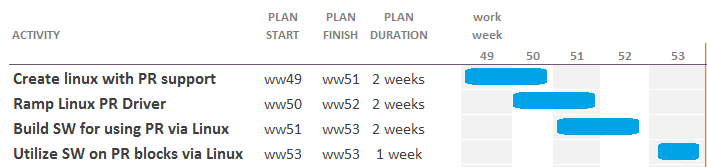 PLAN PLAN PLAN work
ACTIVITY START FINISH DURATION week
49 50 51 52 53
Create linux with PR support ww49 ww51 2 weeks
Ramp Linux PR Driver ww50 ww52 2 weeks
Build SW for using PR via Linux ww51 ww53 2 weeks
Utilize SW on PR blocks via Linux ww53 ww53 1 week